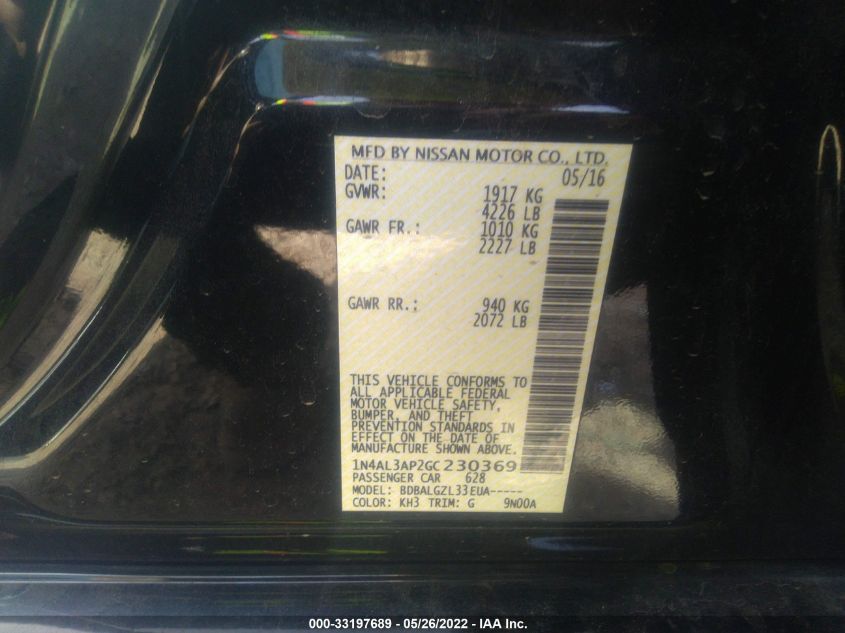 MFD BY NISSAN MOTOR CO., LTD.
DATE: 05/16
GVWR: 1917 KG
4226 LB
GAWR FR.: 1010 KG
2227 LB
GAWR RR.: 940 KG
2072 LB
THIS VEHICLE CONFORMS TO
ALL APPLICABLE FEDERAL
MOTOR VEHICLE SAFETY,
BUMPER, AND THEFT
PREVENTION STANDARDS IN
EFFECT ON THE DATE OF
MANUFACTURE SHOWN ABOVE.
1N4AL3AP2GC230369
PASSENGER CAR 628
MODEL: BDBALGZL33EUA-----
COLOR: KH3 TRIM: G 9N00A
000-33197689 - 05/26/2022 - IAA Inc.